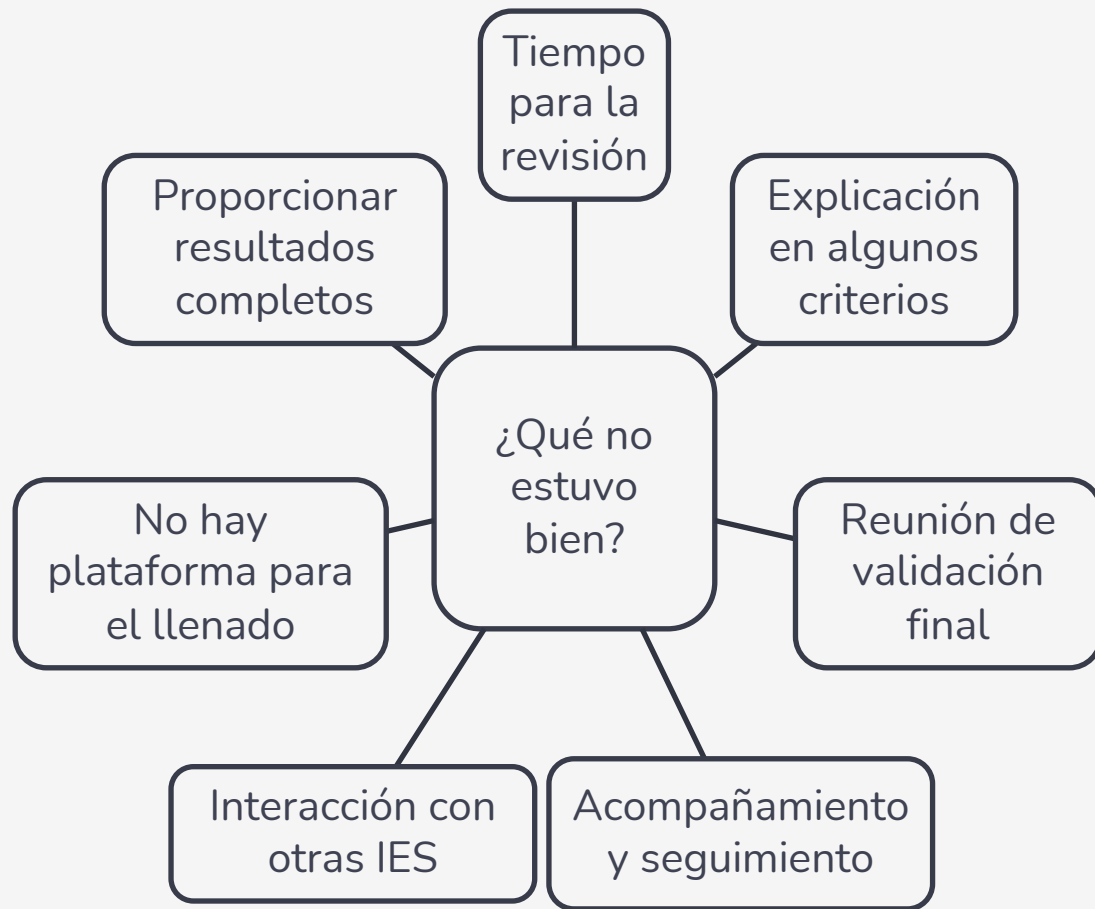 Tiempo
para la
revisión
Proporcionar
resultados
completos
Explicación
en algunos
criterios
¿Qué no
estuvo
bien?
No hay
plataforma para
el llenado
Reunión de
validación
final
Interacción con
otras IES
Acompañamiento
y seguimiento